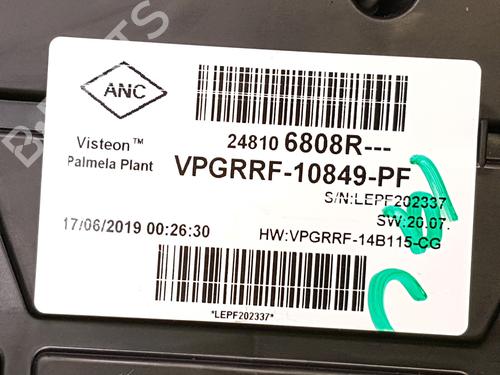 ANC
Visteon™
Palmela Plant
24810 6808R---
VPGRRF-10849-PF
S/N:LEPF202337
SW:20.07.
17/06/2019 00:26:30
HW:VPGRRF-14B115-CG
*LEPF202337*
B-PARTS